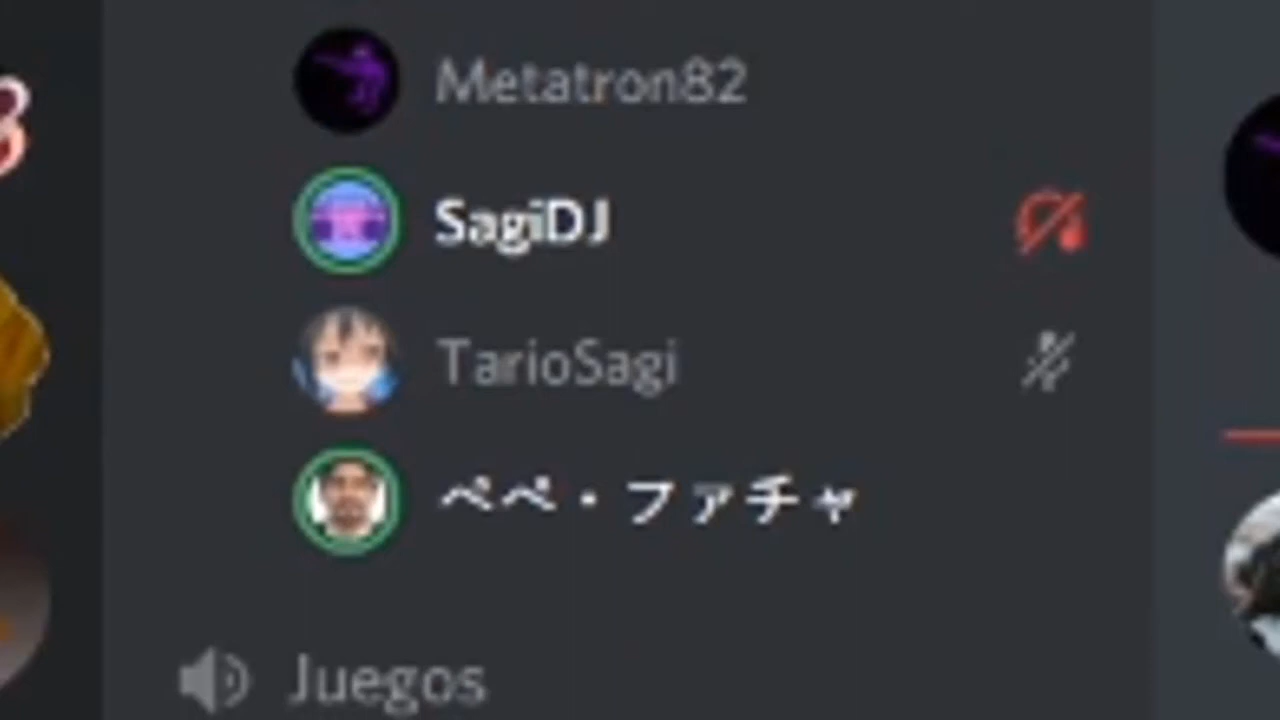 Metatron82
SagiDJ
TarioSagi
ペペ・ファチャ
Juegos